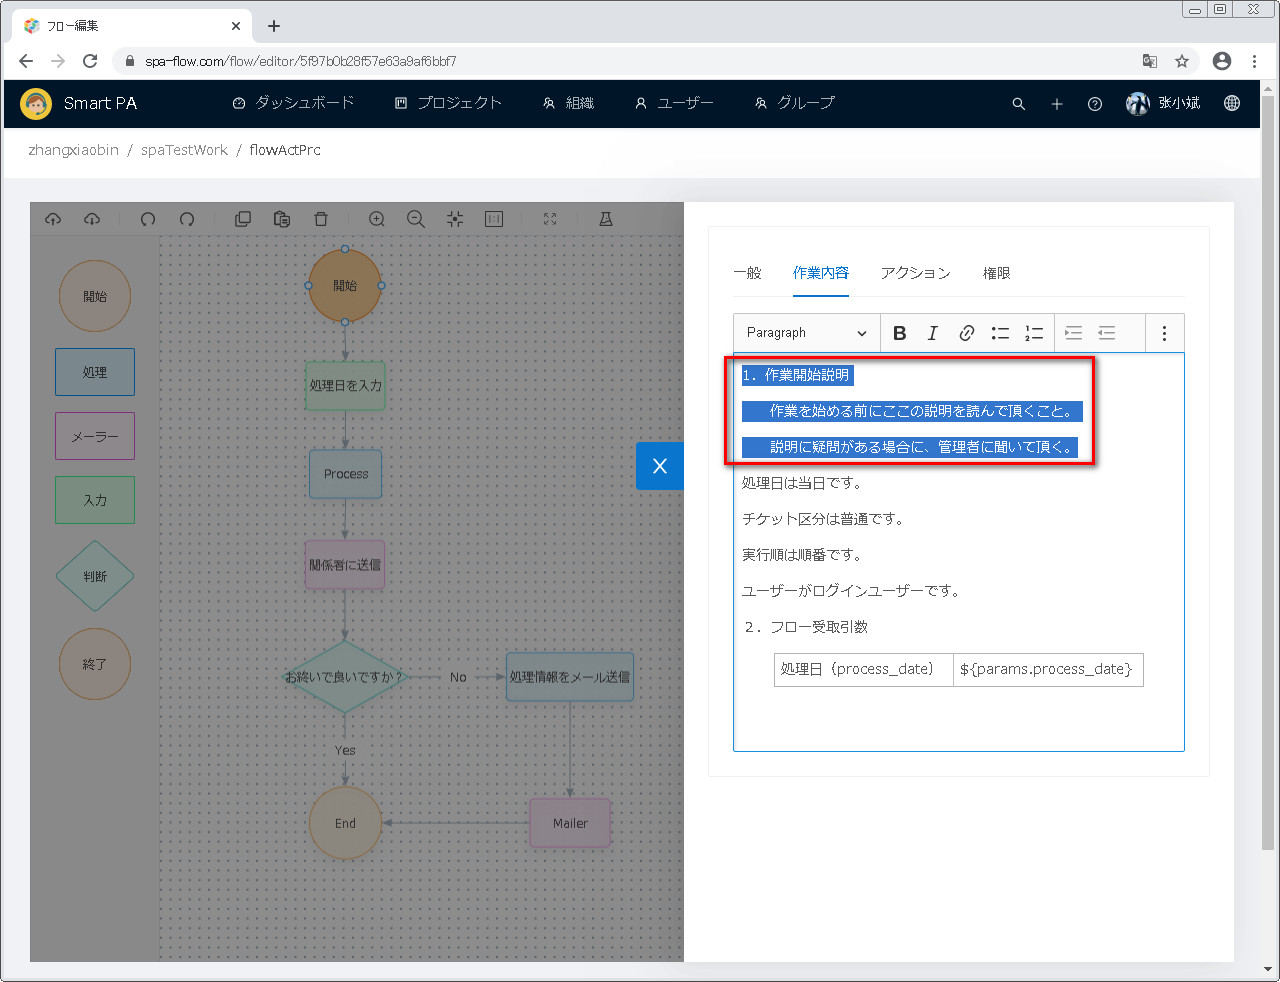 フロー編集
spa-flow.com/flow/editor/5f97b0b28f57e63a9af6bbf7
Smart PA
ダッシュボード
プロジェクト
組織
ユーザー
グループ
张小斌
zhangxiaobin / spaTestWork / flowActPrc
開始
処理
メーラー
入力
判断
終了
開始
処理日を入力
Process
関係者に送信
お終いで良いですか？
No
処理情報をメール送信
Yes
End
Mailer
X
一般
作業内容
アクション
権限
Paragraph
1. 作業開始説明
作業を始める前にここの説明を読んで頂くこと。
説明に疑問がある場合に、管理者に聞いて頂く。
処理日は当日です。
チケット区分は普通です。
実行順は順番です。
ユーザーがログインユーザーです。
２．フロー受取引数
処理日（process_date）
${params.process_date}